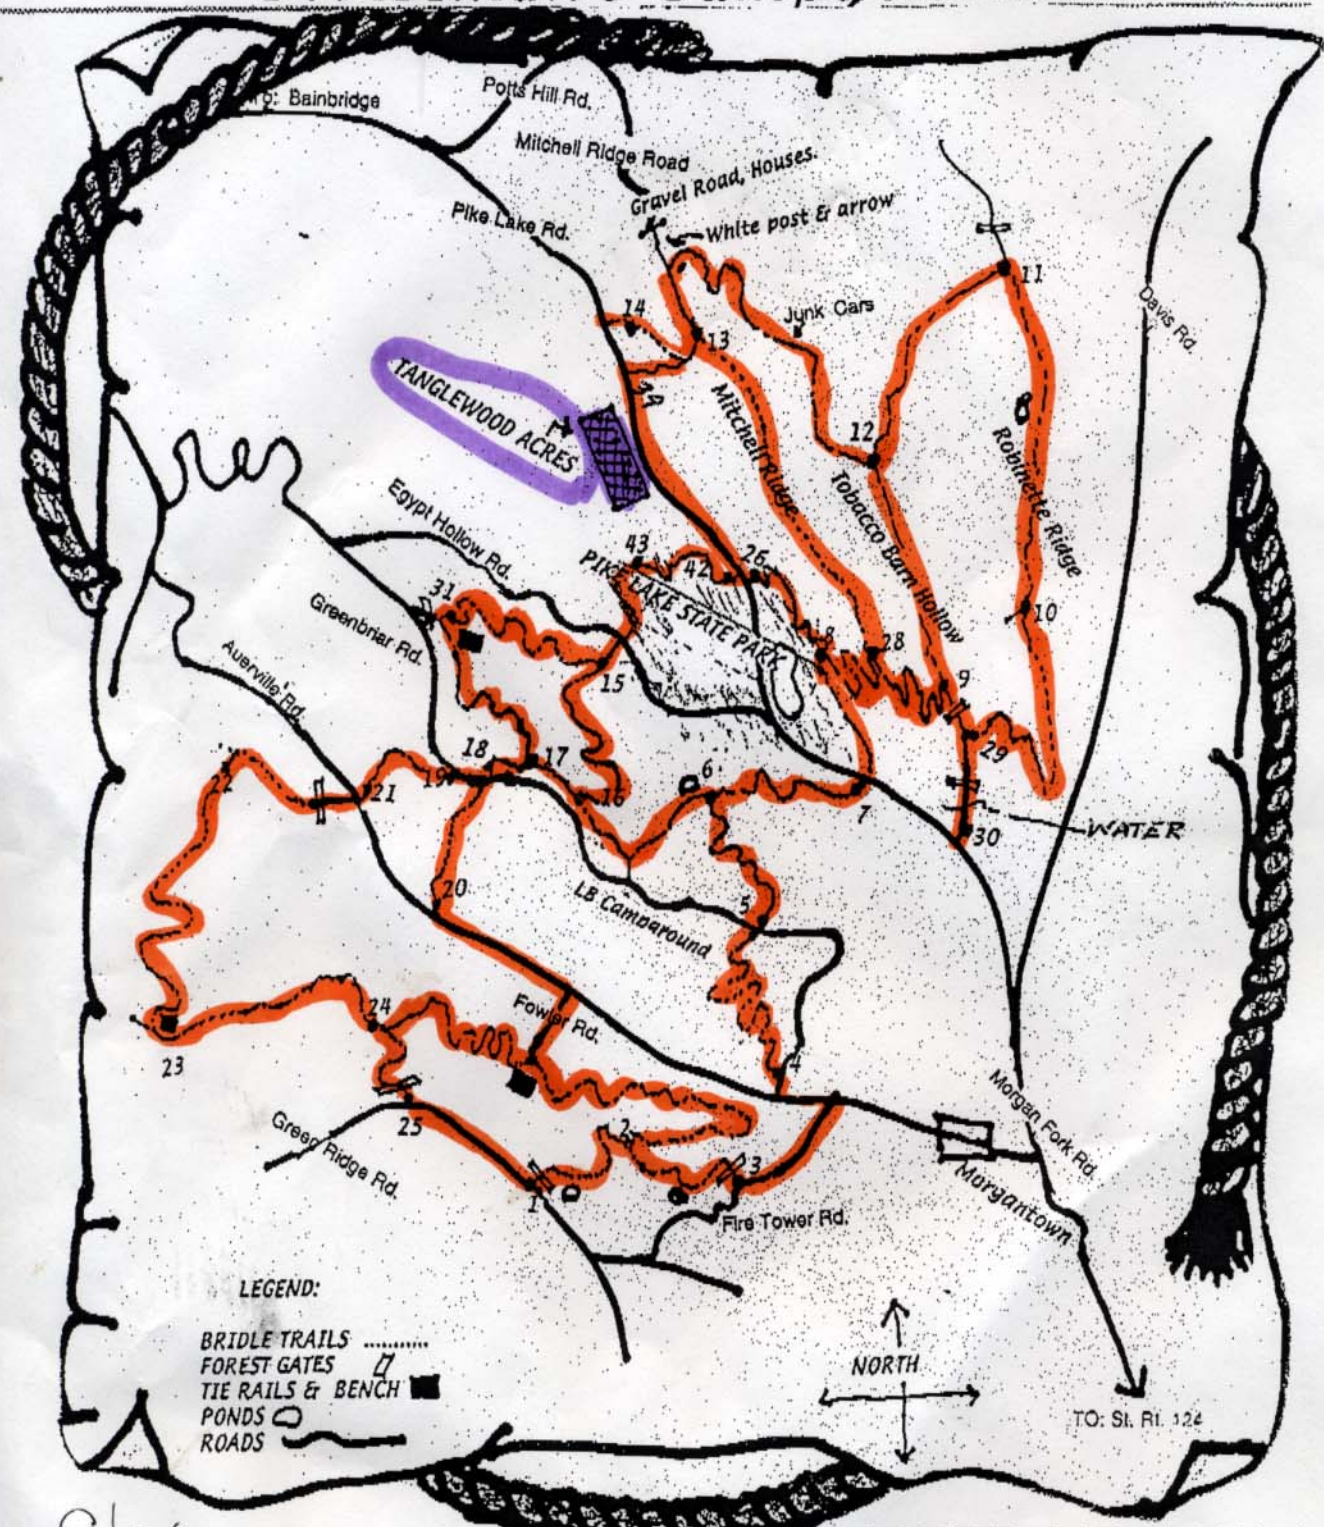 To: Bainbridge
Potts Hill Rd.
Mitchell Ridge Road
Gravel Road, Houses.
White post & arrow
Pike Lake Rd.
11
Davis Rd.
14
Junk Cars
13
TANGLEWOOD ACRES
14
Mitchell Ridge
12
8
Robinette Ridge
Tobacco Barn Hollow
Egypt Hollow Rd.
43
42
26
PIKE LAKE STATE PARK
31
10
Greenbriar Rd.
8
28
Auerville Rd.
15
9
29
18
17
6
22
21
19
16
7
30
WATER
20
LB Campground
5
Fowler Rd.
24
23
4
Morgan Fork Rd.
25
2
Green Ridge Rd.
3
1
Morgantown
Fire Tower Rd.
LEGEND:
BRIDLE TRAILS ............
FOREST GATES
TIE RAILS & BENCH
PONDS
ROADS
NORTH
TO: St. Rt. 124